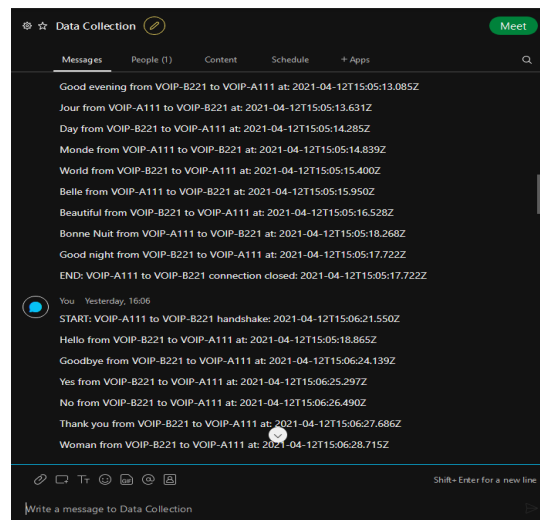 Data Collection
Meet
Messages People (1) Content Schedule + Apps
Good evening from VOIP-B221 to VOIP-A111 at: 2021-04-12T15:05:13.085Z
Jour from VOIP-A111 to VOIP-B221 at: 2021-04-12T15:05:13.631Z
Day from VOIP-B221 to VOIP-A111 at: 2021-04-12T15:05:14.285Z
Monde from VOIP-A111 to VOIP-B221 at: 2021-04-12T15:05:14.839Z
World from VOIP-B221 to VOIP-A111 at: 2021-04-12T15:05:15.400Z
Belle from VOIP-A111 to VOIP-B221 at: 2021-04-12T15:05:15.950Z
Beautiful from VOIP-B221 to VOIP-A111 at: 2021-04-12T15:05:16.528Z
Bonne Nuit from VOIP-A111 to VOIP-B221 at: 2021-04-12T15:05:18.268Z
Good night from VOIP-B221 to VOIP-A111 at: 2021-04-12T15:05:17.722Z
END: VOIP-A111 to VOIP-B221 connection closed: 2021-04-12T15:05:17.722Z
You Yesterday, 16:06
START: VOIP-A111 to VOIP-B221 handshake: 2021-04-12T15:06:21.550Z
Hello from VOIP-B221 to VOIP-A111 at: 2021-04-12T15:05:18.865Z
Goodbye from VOIP-B221 to VOIP-A111 at: 2021-04-12T15:06:24.139Z
Yes from VOIP-B221 to VOIP-A111 at: 2021-04-12T15:06:25.297Z
No from VOIP-B221 to VOIP-A111 at: 2021-04-12T15:06:26.490Z
Thank you from VOIP-B221 to VOIP-A111 at: 2021-04-12T15:06:27.686Z
Woman from VOIP-B221 to VOIP-A111 at: 2021-04-12T15:06:28.715Z
GIF @ Shift+Enter for a new line
Write a message to Data Collection